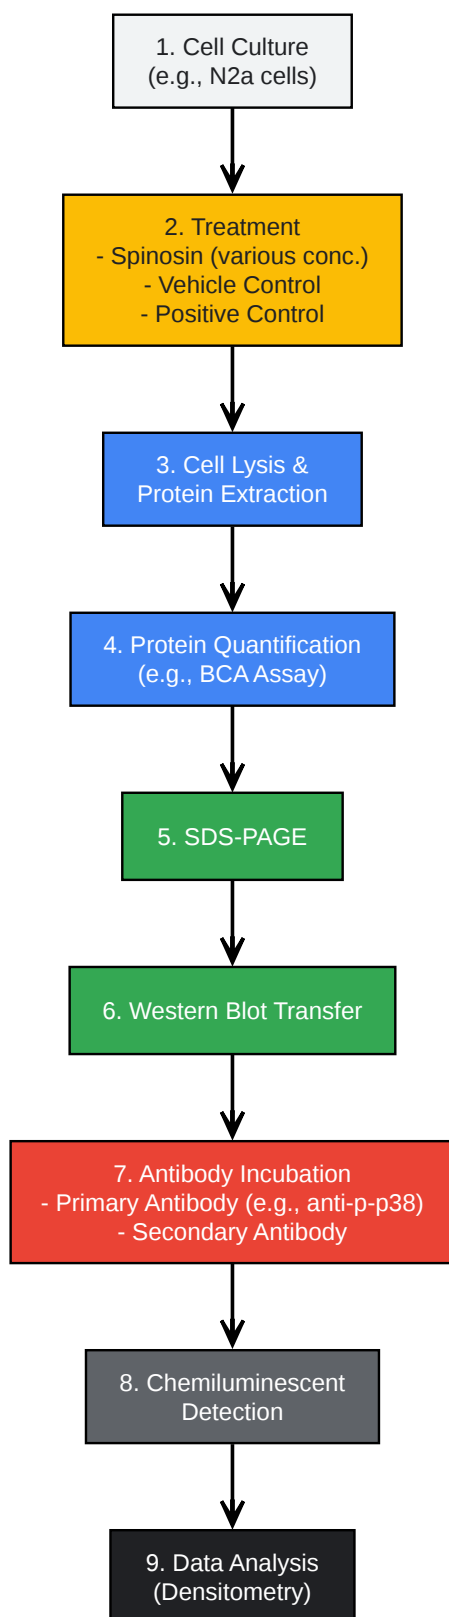 1. Cell Culture
(e.g., N2a cells)
2. Treatment
- Spinosin (various conc.)
- Vehicle Control
- Positive Control
3. Cell Lysis &
Protein Extraction
4. Protein Quantification
(e.g., BCA Assay)
5. SDS-PAGE
6. Western Blot Transfer
7. Antibody Incubation
- Primary Antibody (e.g., anti-p-p38)
- Secondary Antibody
8. Chemiluminescent
Detection
9. Data Analysis
(Densitometry)